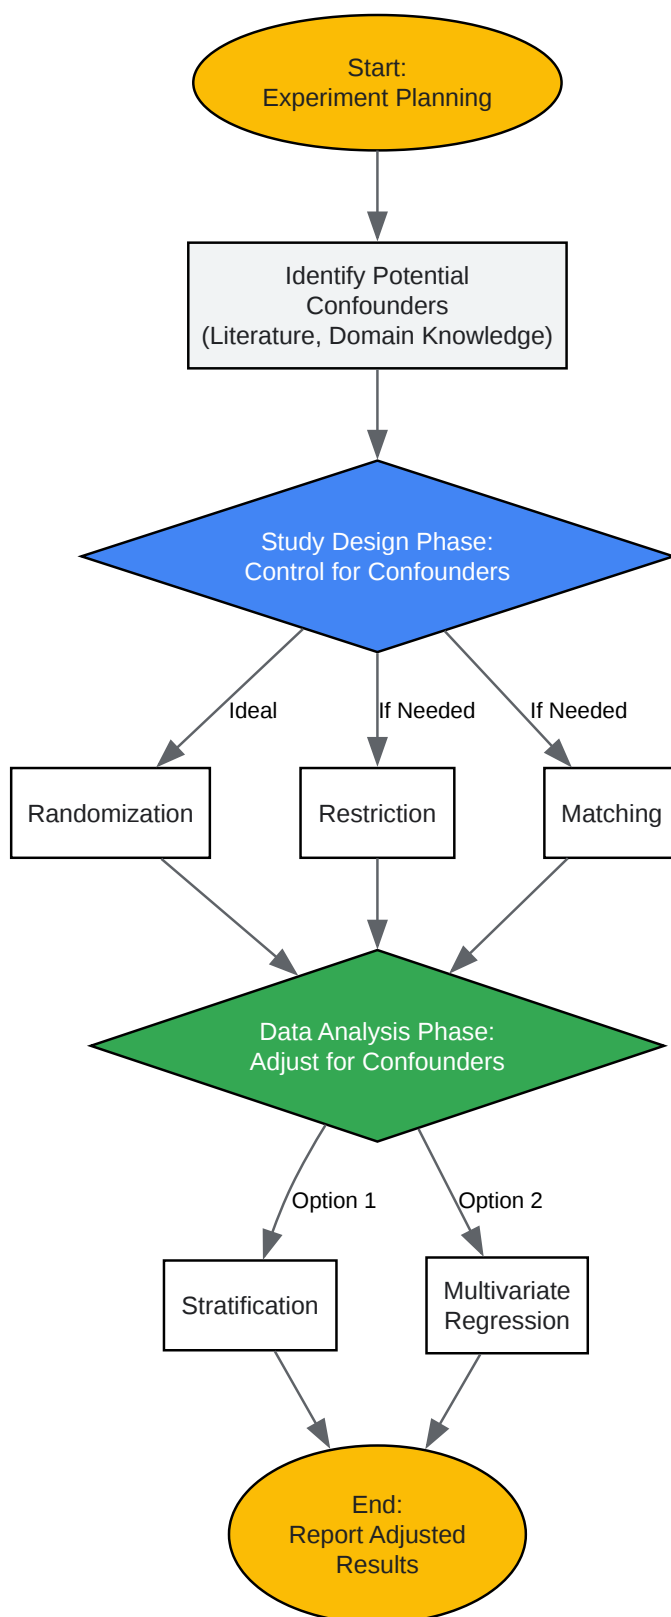 Start:
Experiment Planning
Identify Potential
Confounders
(Literature, Domain Knowledge)
Study Design Phase:
Control for Confounders
Ideal
If Needed
If Needed
Randomization
Restriction
Matching
Data Analysis Phase:
Adjust for Confounders
Option 1
Option 2
Stratification
Multivariate
Regression
End:
Report Adjusted
Results